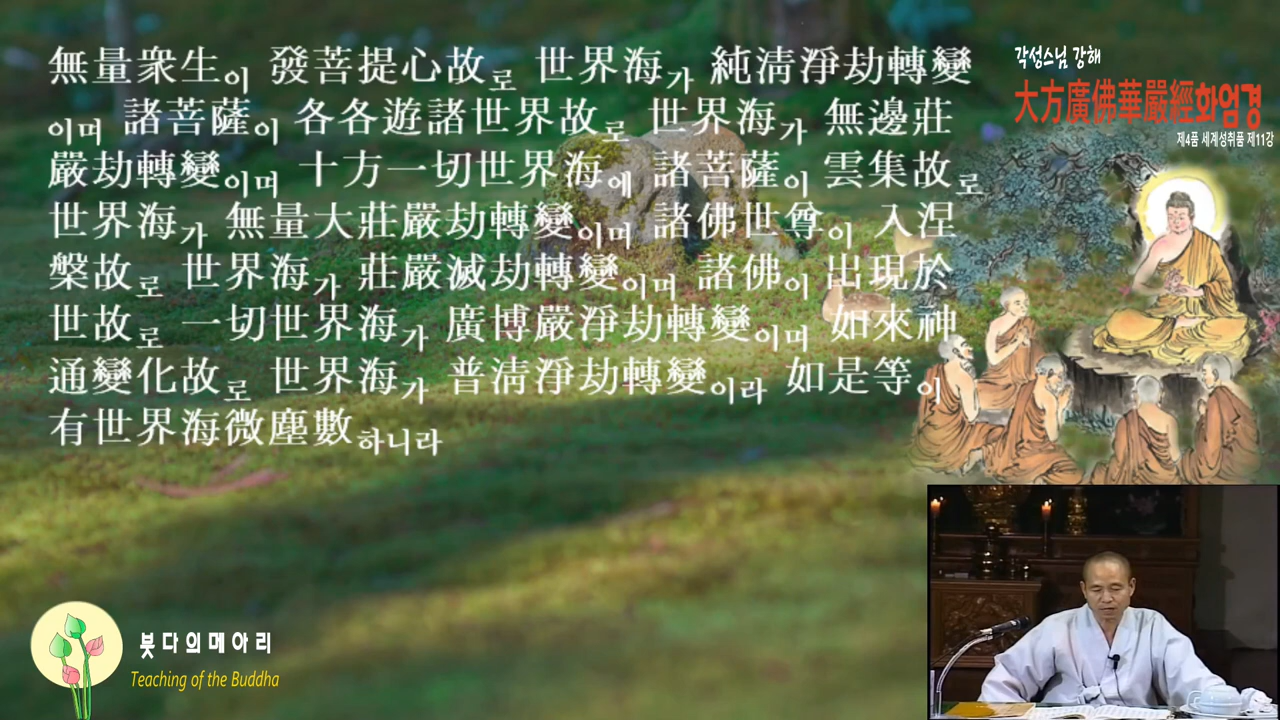 無量衆生이 發菩提心故로 世界海가 純淸淨劫轉變
이며 諸菩薩이 各各遊諸世界故로 世界海가 無邊莊
嚴劫轉變이며 十方一切世界海에 諸菩薩이 雲集故로
世界海가 無量大莊嚴劫轉變이며 諸佛世尊이 入涅
槃故로 世界海가 莊嚴滅劫轉變이며 諸佛이 出現於
世故로 一切世界海가 廣博嚴淨劫轉變이며 如來神
通變化故로 世界海가 普淸淨劫轉變이라 如是等이
有世界海微塵數하니라
각성스님 강해
大方廣佛華嚴經화엄경
제4품 세계성취품 제11강
붓다의메아리
Teaching of the Buddha